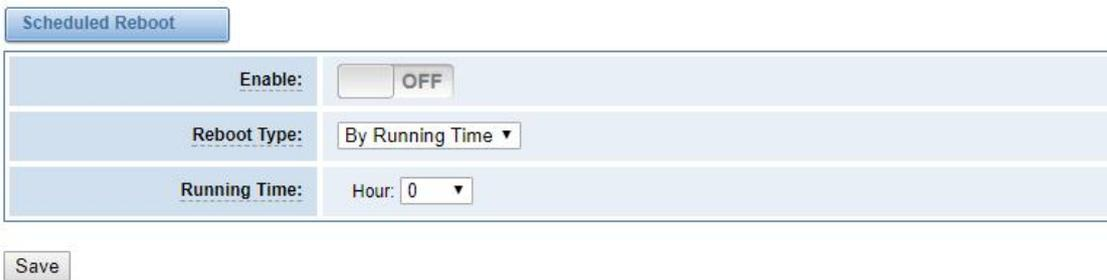 Scheduled Reboot
Enable: OFF
Reboot Type: By Running Time
Running Time: Hour: 0
Save